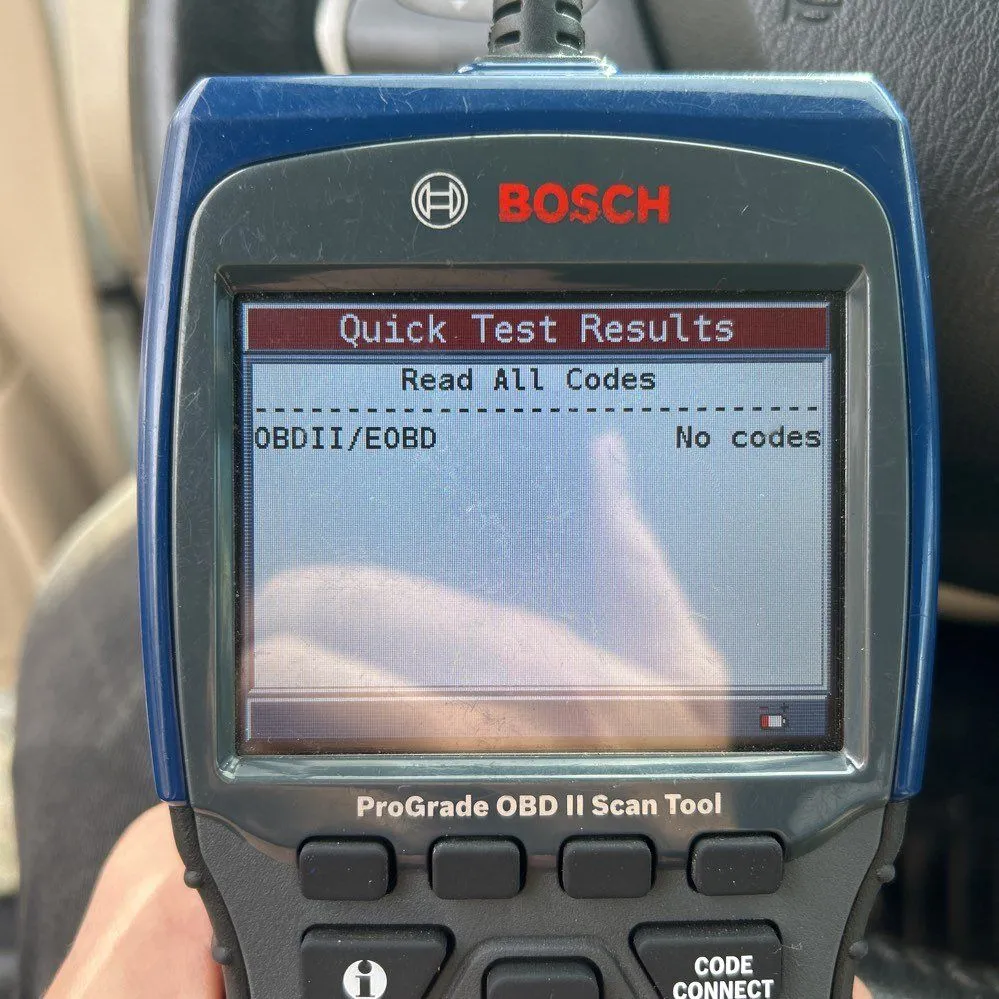 BOSCH
Quick Test Results
Read All Codes
OBDII/EOBD No codes
ProGrade OBD II Scan Tool
i CODE
CONNECT